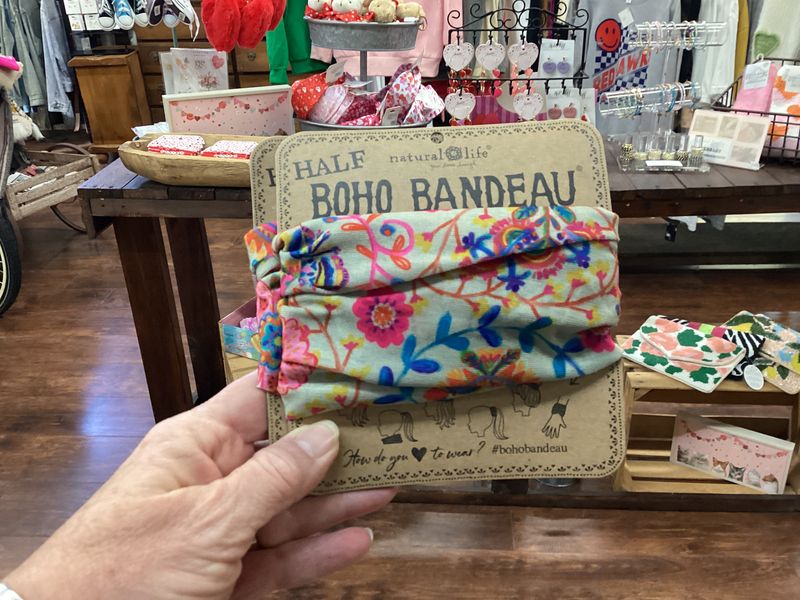 HALF
natural life®
BOHO BANDEAU®
How do you ♥ to wear? #bohobandeau